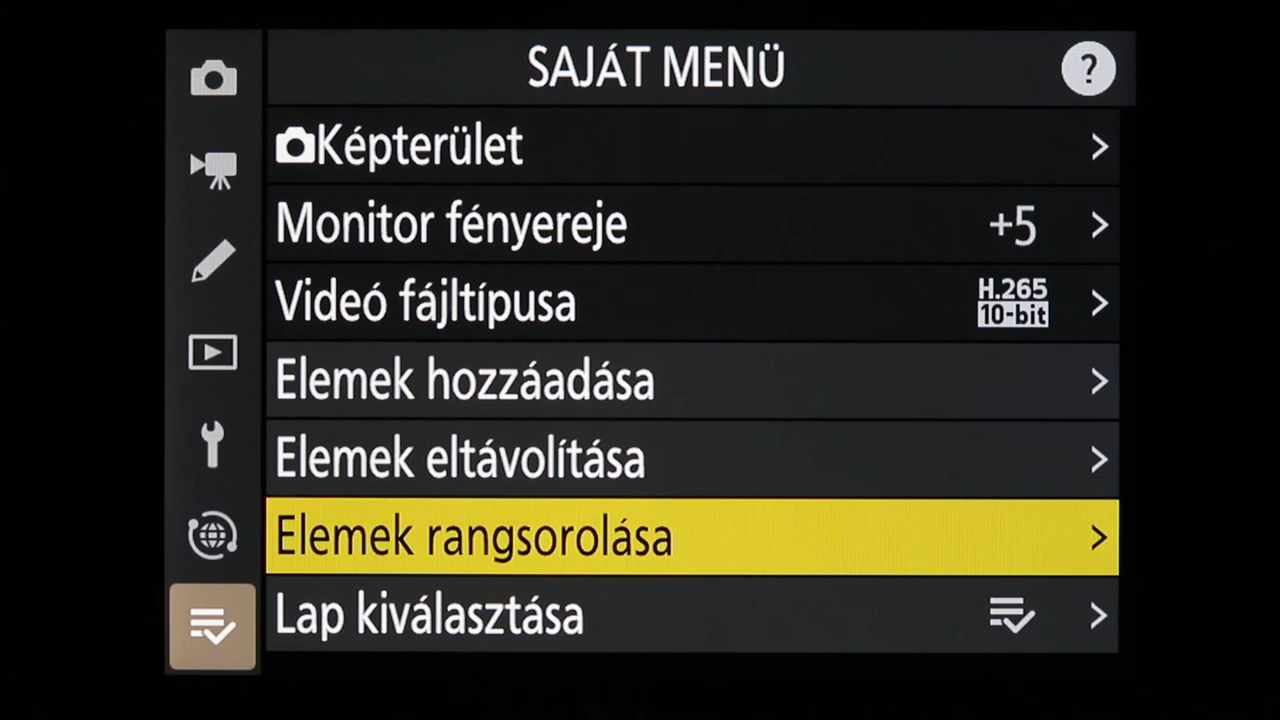 SAJÁT MENÜ ?
Képterület >
Monitor fényereje +5 >
Videó fájltípusa H.265 10-bit >
Elemek hozzáadása >
Elemek eltávolítása >
Elemek rangsorolása >
Lap kiválasztása >